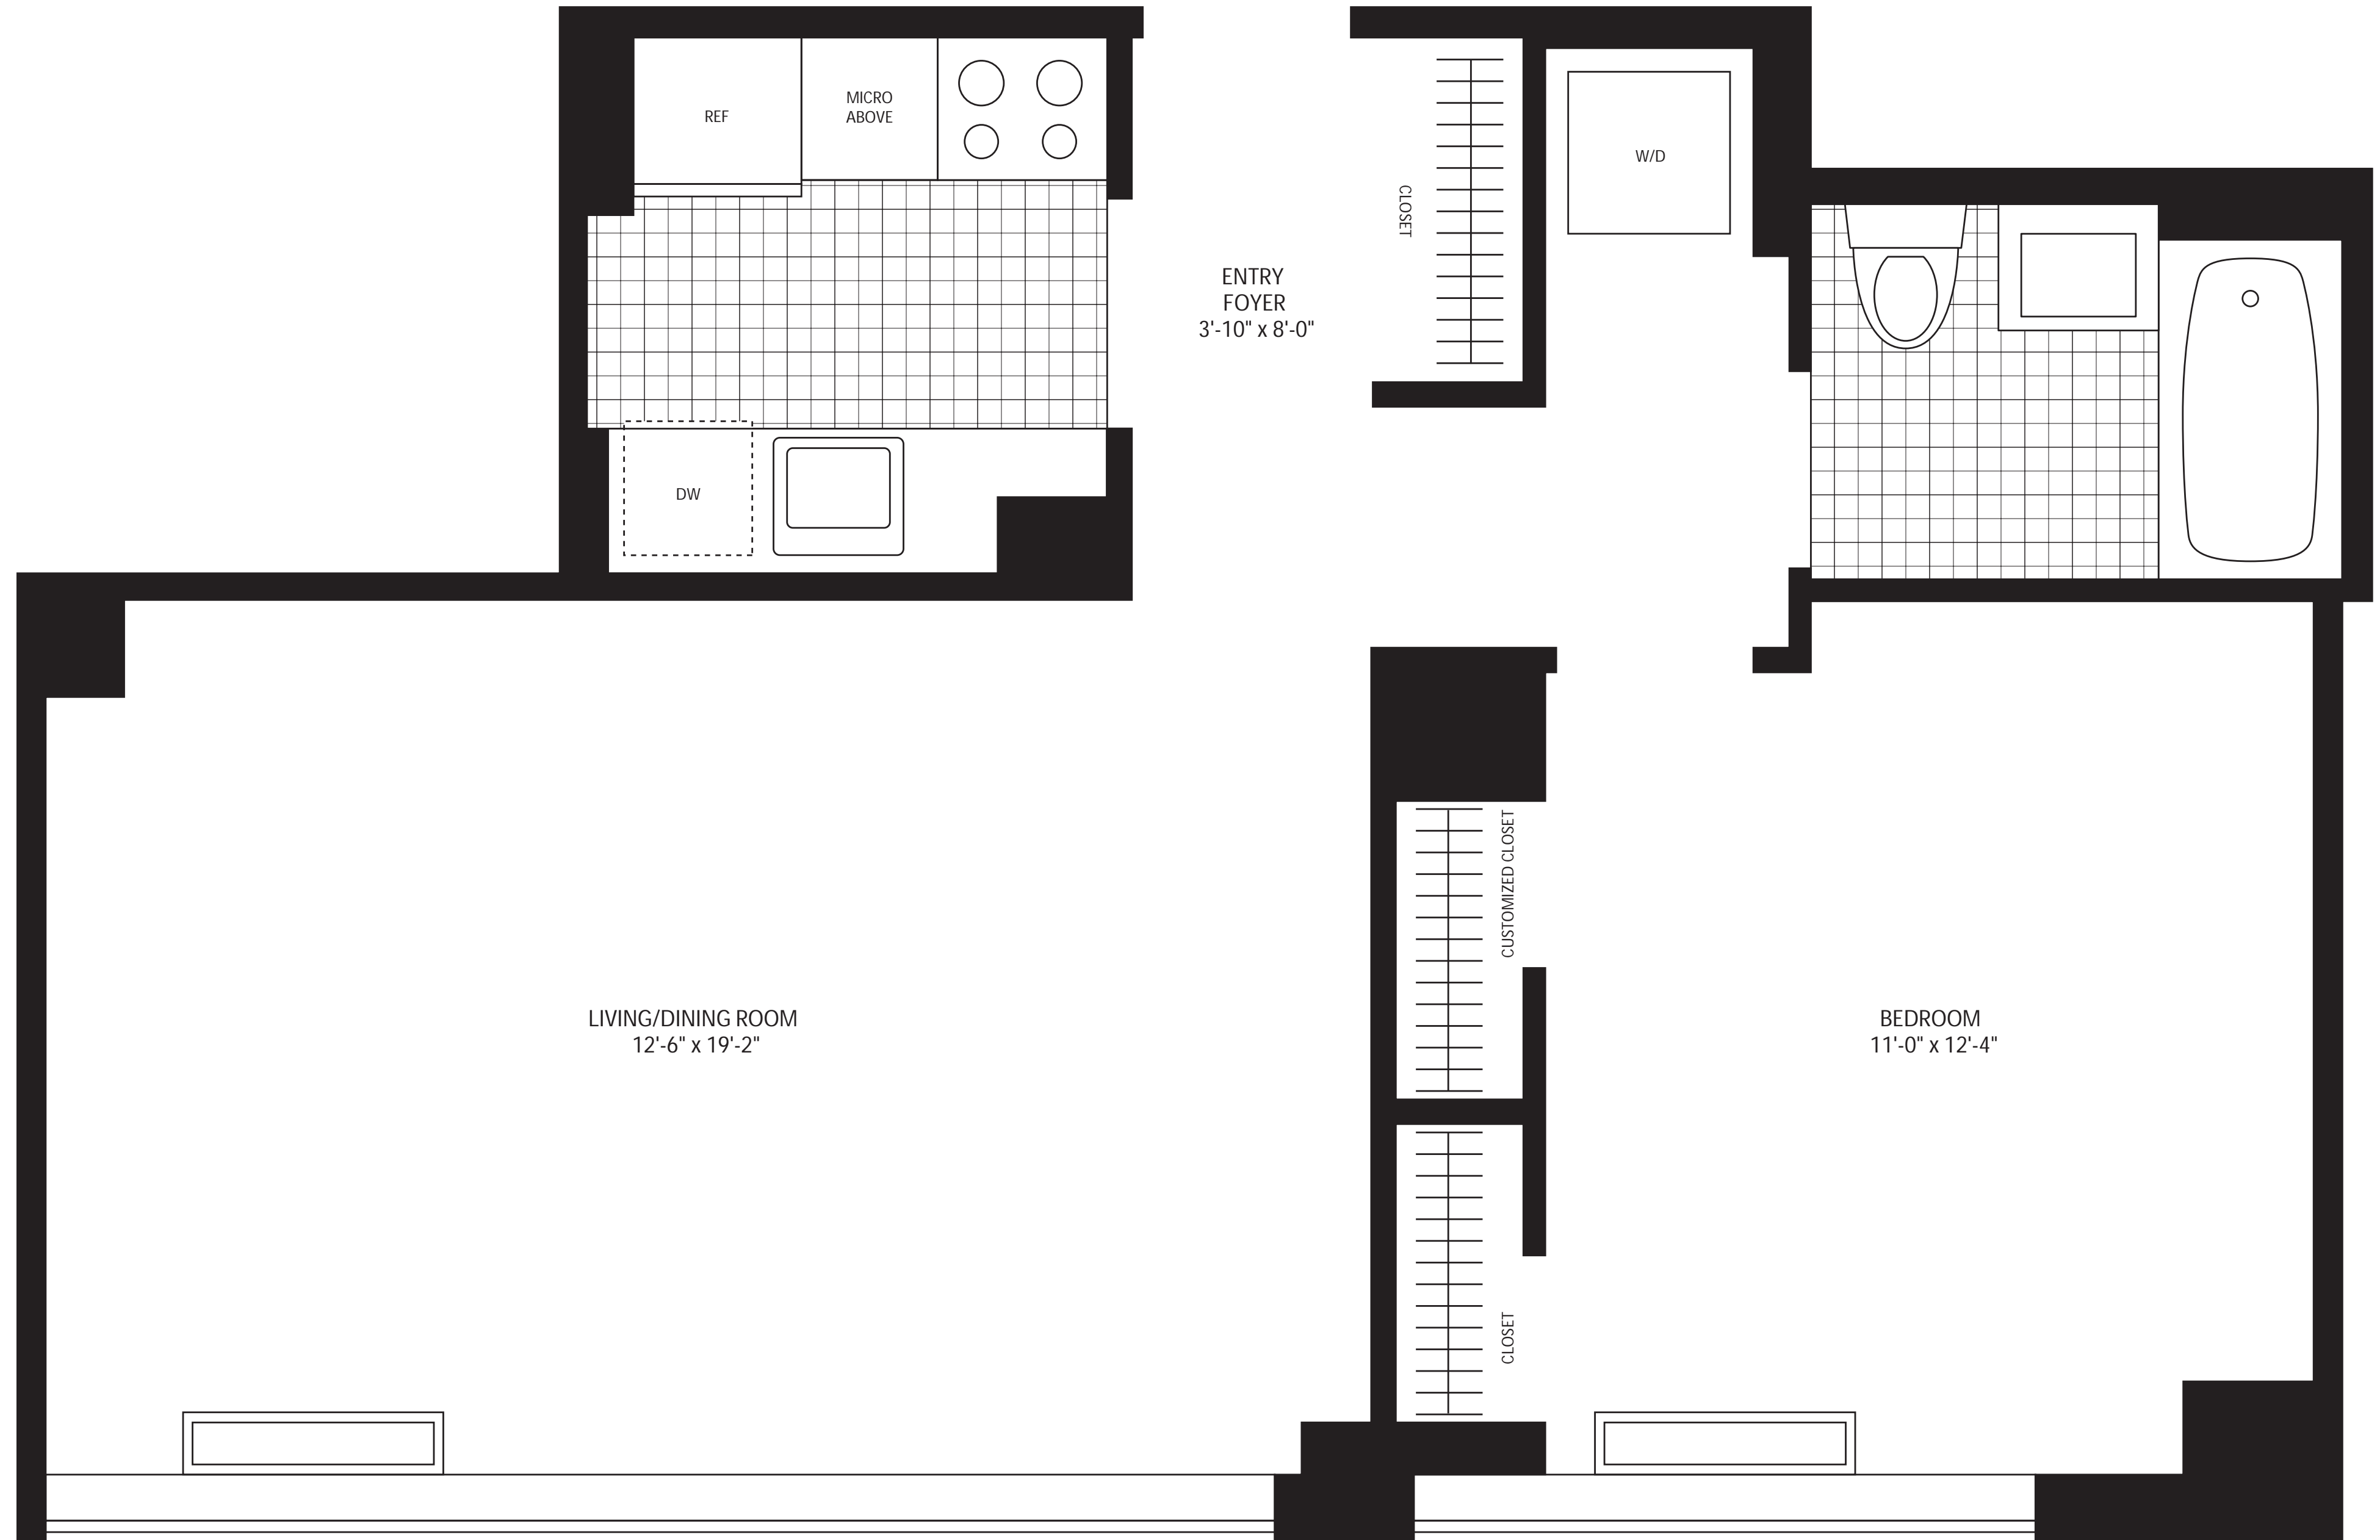 REF
MICRO
ABOVE
W/D
CLOSET
ENTRY
FOYER
3'-10" x 8'-0"
DW
CUSTOMIZED CLOSET
LIVING/DINING ROOM
12'-6" x 19'-2"
BEDROOM
11'-0" x 12'-4"
CLOSET